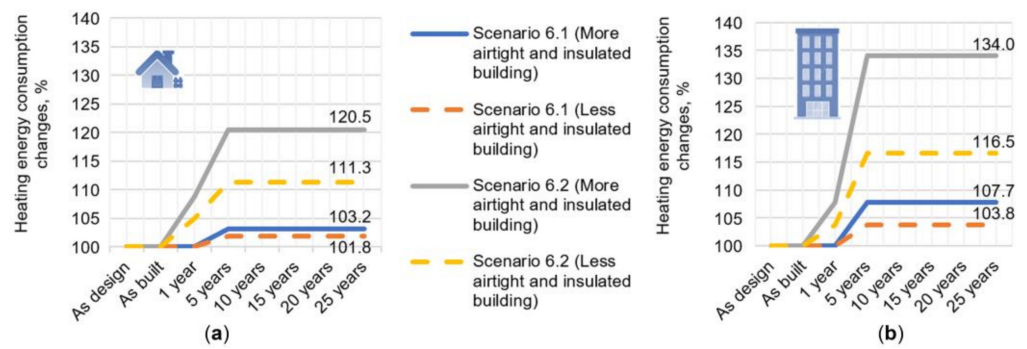 Heating energy consumption
changes, %
140
135
130
125
120
115
110
105
100
120.5
111.3
103.2
101.8
As design
As built
1 year
5 years
10 years
15 years
20 years
25 years
(a)
Scenario 6.1 (More
airtight and insulated
building)
Scenario 6.1 (Less
airtight and insulated
building)
Scenario 6.2 (More
airtight and insulated
building)
Scenario 6.2 (Less
airtight and insulated
building)
Heating energy consumption
changes, %
140
135
130
125
120
115
110
105
100
134.0
116.5
107.7
103.8
As design
As built
1 year
5 years
10 years
15 years
20 years
25 years
(b)